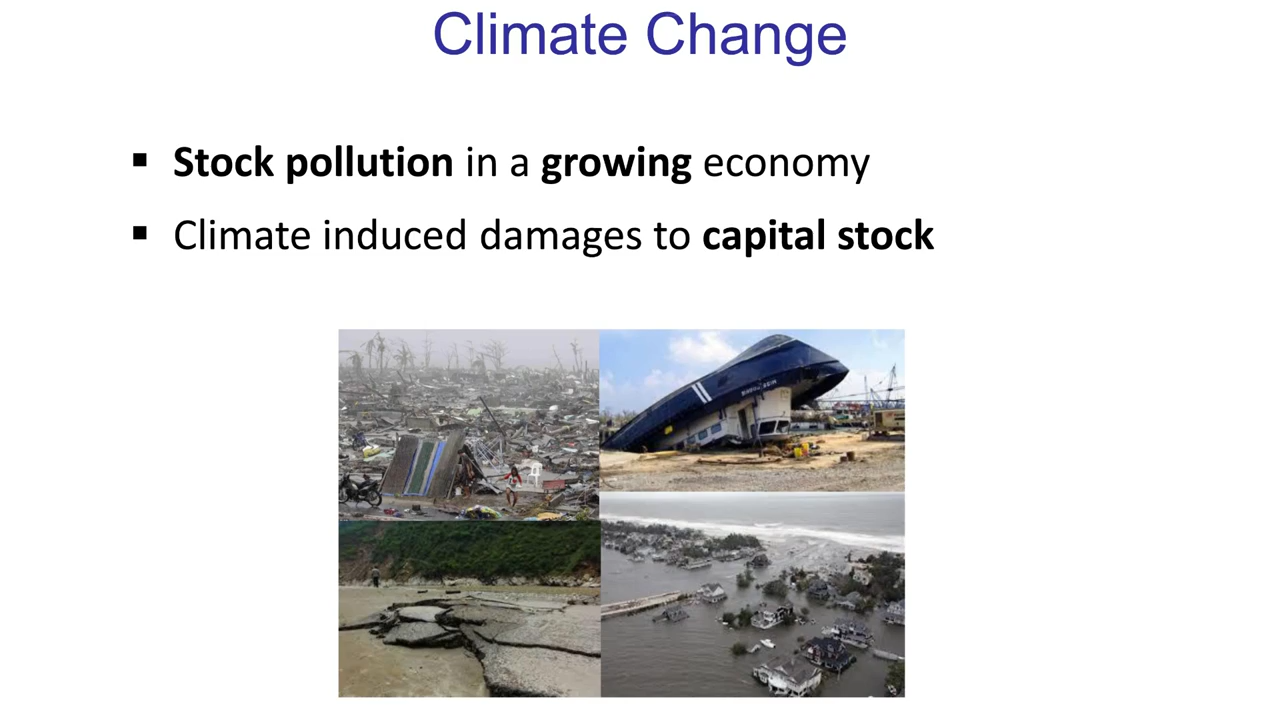 Climate Change
▪ Stock pollution in a growing economy
▪ Climate induced damages to capital stock